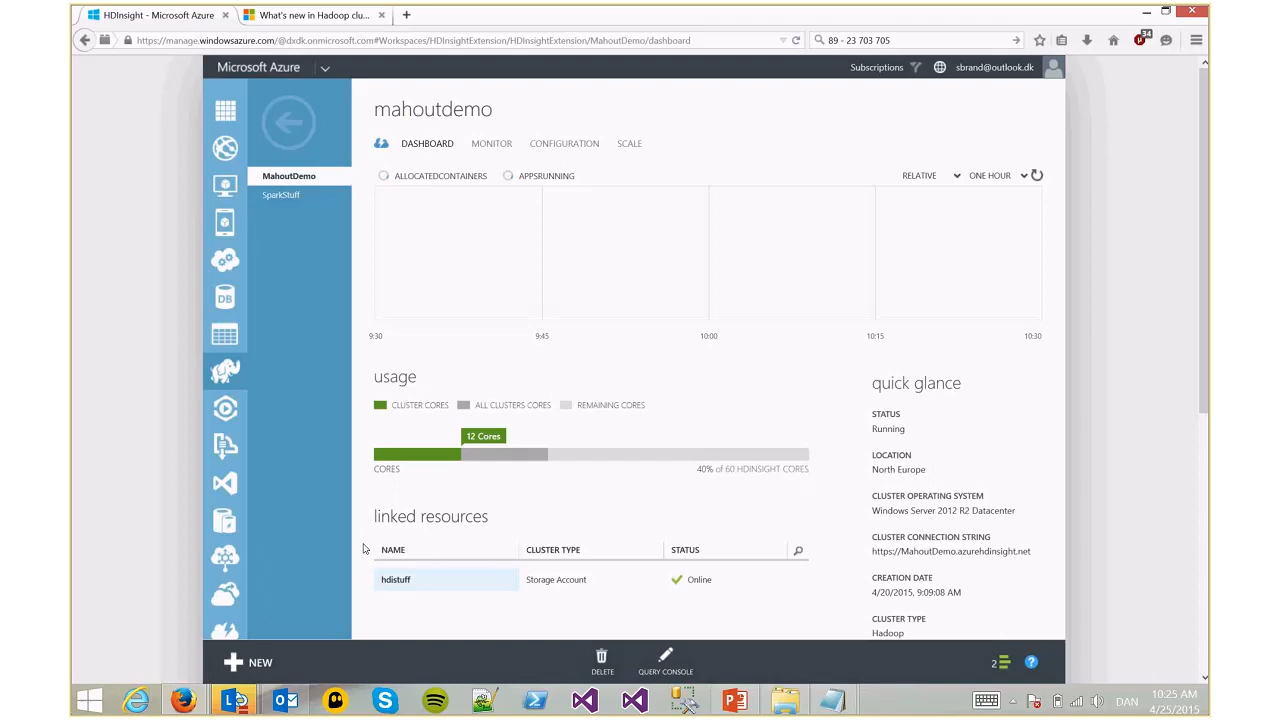 HDInsight - Microsoft Azure
What's new in Hadoop clu...
https://manage.windowsazure.com/@dxdk.onmicrosoft.com#Workspaces/HDInsightExtension/HDInsightExtension/MahoutDemo/dashboard
89 - 23 703 705
34
Microsoft Azure
Subscriptions
sbrand@outlook.dk
mahoutdemo
DASHBOARD MONITOR CONFIGURATION SCALE
MahoutDemo
SparkStuff
ALLOCATEDCONTAINERS APPSRUNNING
RELATIVE ONE HOUR
9:30 9:45 10:00 10:15 10:30
DB
usage
CLUSTER CORES ALL CLUSTERS CORES REMAINING CORES
12 Cores
CORES
40% of 60 HDINSIGHT CORES
linked resources
NAME CLUSTER TYPE STATUS
hdistuff Storage Account Online
quick glance
STATUS
Running
LOCATION
North Europe
CLUSTER OPERATING SYSTEM
Windows Server 2012 R2 Datacenter
CLUSTER CONNECTION STRING
https://MahoutDemo.azurehdinsight.net
CREATION DATE
4/20/2015, 9:09:08 AM
CLUSTER TYPE
Hadoop
NEW
DELETE
QUERY CONSOLE
2
?
DAN
10:25 AM
4/25/2015